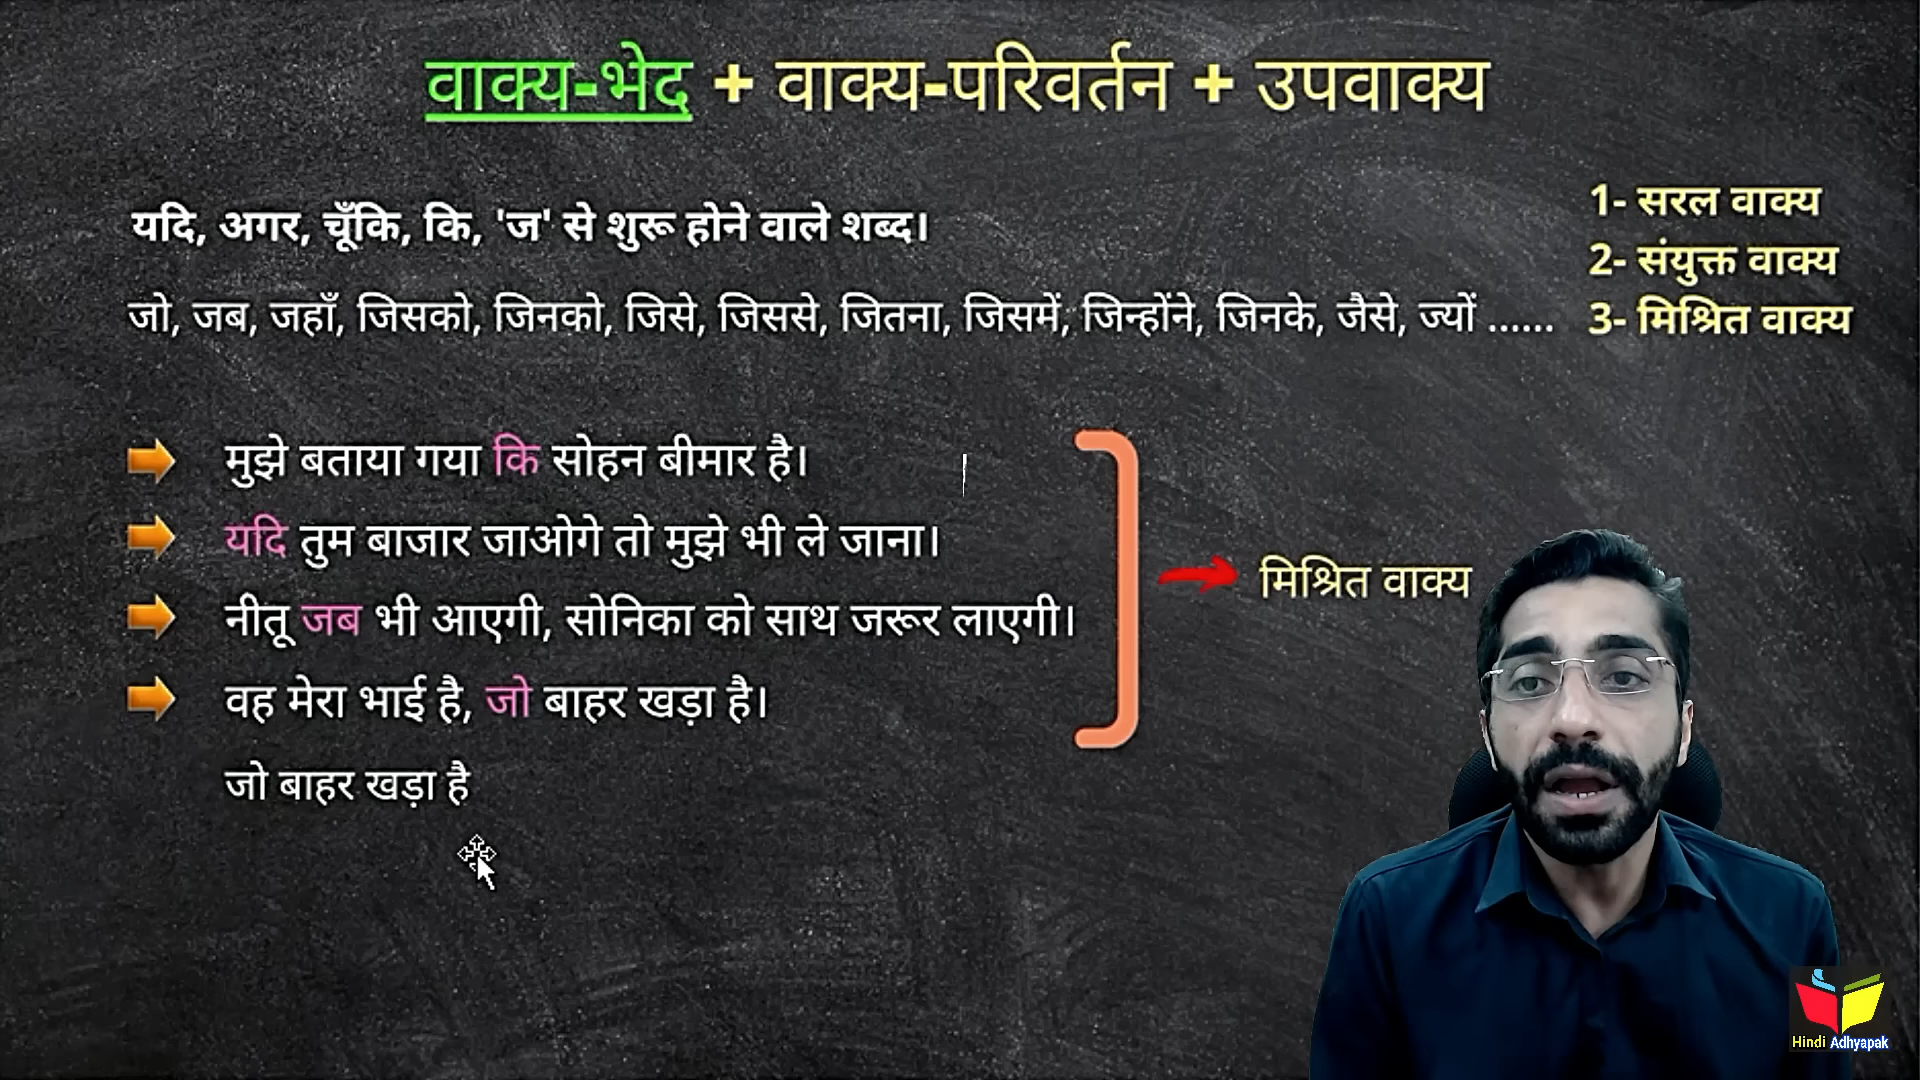 वाक्य-भेद + वाक्य-परिवर्तन + उपवाक्य
यदि, अगर, चूँकि, कि, 'ज' से शुरू होने वाले शब्द।
जो, जब, जहाँ, जिसको, जिनको, जिसे, जिससे, जितना, जिसमें, जिन्होंने, जिनके, जैसे, ज्यों ......
1- सरल वाक्य
2- संयुक्त वाक्य
3- मिश्रित वाक्य
मुझे बताया गया कि सोहन बीमार है।
यदि तुम बाजार जाओगे तो मुझे भी ले जाना।
नीतू जब भी आएगी, सोनिका को साथ जरूर लाएगी।
वह मेरा भाई है, जो बाहर खड़ा है।
जो बाहर खड़ा है
मिश्रित वाक्य
Hindi Adhyapak